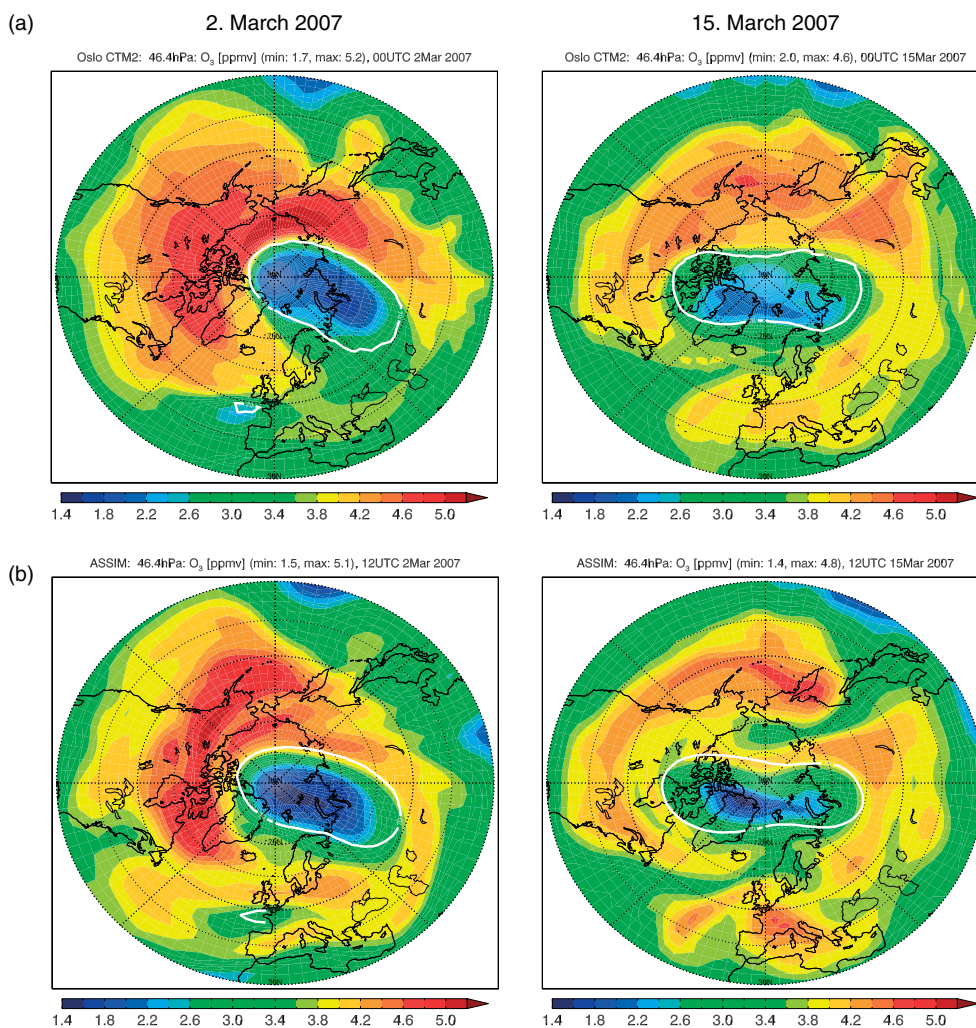 (a)
2. March 2007
15. March 2007
Oslo CTM2: 46.4hPa: O₃ [ppmv] (min: 1.7, max: 5.2), 00UTC 2Mar 2007
Oslo CTM2: 46.4hPa: O₃ [ppmv] (min: 2.0, max: 4.6), 00UTC 15Mar 2007
1.4 1.8 2.2 2.6 3.0 3.4 3.8 4.2 4.6 5.0
1.4 1.8 2.2 2.6 3.0 3.4 3.8 4.2 4.6 5.0
(b)
ASSIM: 46.4hPa: O₃ [ppmv] (min: 1.5, max: 5.1), 12UTC 2Mar 2007
ASSIM: 46.4hPa: O₃ [ppmv] (min: 1.4, max: 4.8), 12UTC 15Mar 2007
1.4 1.8 2.2 2.6 3.0 3.4 3.8 4.2 4.6 5.0
1.4 1.8 2.2 2.6 3.0 3.4 3.8 4.2 4.6 5.0